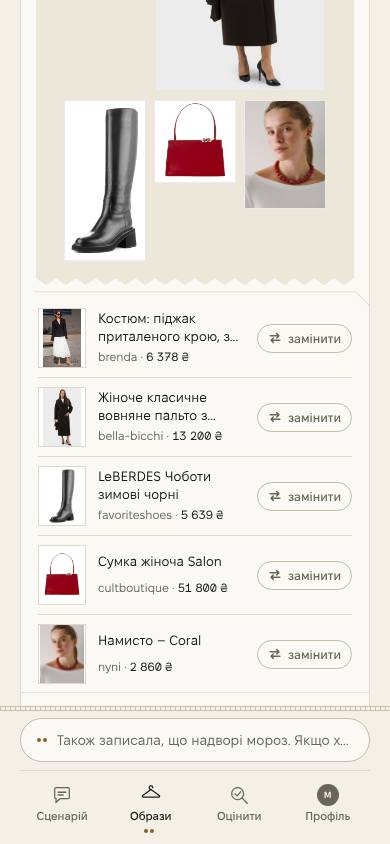 Костюм: піджак
приталеного крою, з...
brenda · 6 378 ₴
замінити
Жіноче класичне
вовняне пальто з...
bella-bicchi · 13 200 ₴
замінити
LeBERDES Чоботи
зимові чорні
favoriteshoes · 5 639 ₴
замінити
Сумка жіноча Salon
cultboutique · 51 800 ₴
замінити
Намисто – Coral
nyni · 2 860 ₴
замінити
Також записала, що надворі мороз. Якщо х...
Сценарій
Образи
Оцінити
M
Профіль